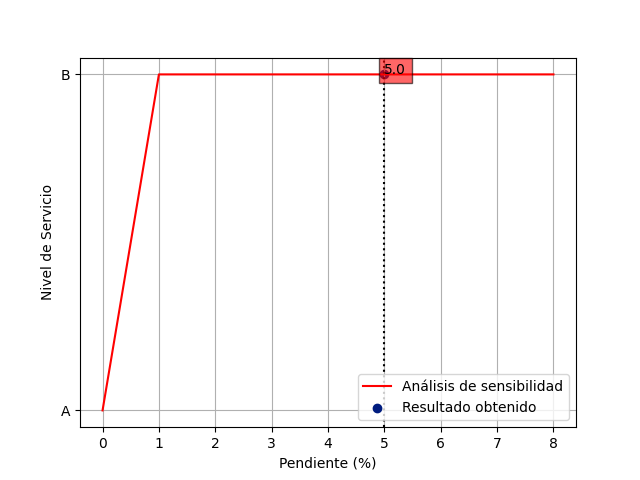 B
5.0
Nivel de Servicio
A
Análisis de sensibilidad
Resultado obtenido
0 1 2 3 4 5 6 7 8
Pendiente (%)